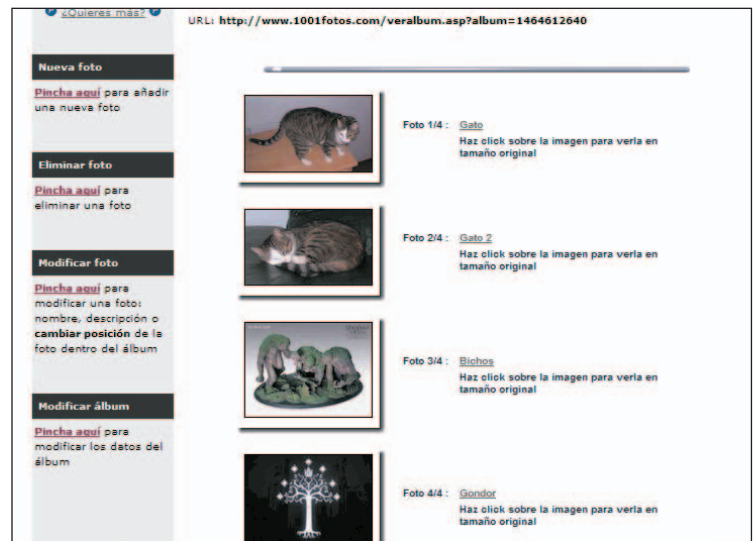 ¿Quieres más?
URL: http://www.1001fotos.com/veralbum.asp?album=1464612640
Nueva foto
Pincha aquí para añadir
una nueva foto
Eliminar foto
Pincha aquí para
eliminar una foto
Modificar foto
Pincha aquí para
modificar una foto:
nombre, descripción o
cambiar posición de la
foto dentro del álbum
Modificar álbum
Pincha aquí para
modificar los datos del
álbum
Foto 1/4 : Gato
Haz click sobre la imagen para verla en
tamaño original
Foto 2/4 : Gato 2
Haz click sobre la imagen para verla en
tamaño original
Foto 3/4 : Bichos
Haz click sobre la imagen para verla en
tamaño original
Foto 4/4 : Gondor
Haz click sobre la imagen para verla en
tamaño original